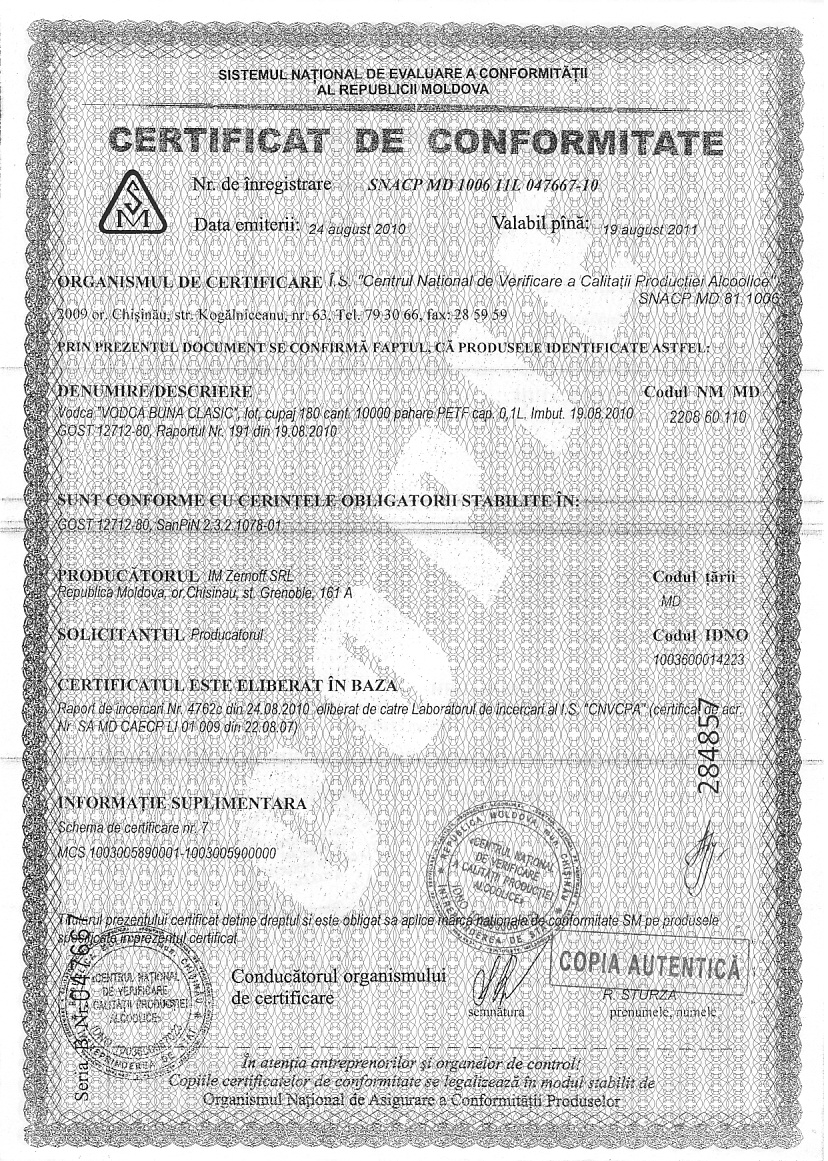 SISTEMUL NAȚIONAL DE EVALUARE A CONFORMITĂȚII
AL REPUBLICII MOLDOVA
CERTIFICAT DE CONFORMITATE
SM
Nr. de înregistrare SNACP MD 1006 11L 047667-10
Data emiterii: 24 august 2010 Valabil pînă: 19 august 2011
ORGANISMUL DE CERTIFICARE Î.S. "Centrul Național de Verificare a Calitații Producției Alcoolice"
SNACP MD 81 1006
2009 or. Chișinău, str. Kogălniceanu, nr. 63, Tel. 79 30 66, fax: 28 59 59
PRIN PREZENTUL DOCUMENT SE CONFIRMĂ FAPTUL, CĂ PRODUSELE IDENTIFICATE ASTFEL:
DENUMIRE/DESCRIERE Codul NM MD
Vodca "VODCA BUNA CLASIC", lot, cupaj 180 cant. 10000 pahare PETF cap. 0,1L. Imbut. 19.08.2010 2208 60 110
GOST 12712-80, Raportul Nr. 191 din 19.08.2010
SUNT CONFORME CU CERINȚELE OBLIGATORII STABILITE ÎN:
GOST 12712-80, SanPiN 2.3.2.1078-01.
PRODUCĂTORUL IM Zernoff SRL Codul țării
Republica Moldova, or.Chisinau, st. Grenoble, 161 A
MD
SOLICITANTUL Producatorul Codul IDNO
1003600014223
CERTIFICATUL ESTE ELIBERAT ÎN BAZA
Raport de incercari Nr. 4762c din 24.08.2010 eliberat de catre Laboratorul de incercari al I.S. "CNVCPA" (certificat de acr.
Nr SA MD CAECP LI 01 009 din 22.08.07)
284857
INFORMAȚIE SUPLIMENTARA
Schema de certificare nr. 7
MCS 1003005890001-1003005900000
REPUBLICA MOLDOVA, MUN. CHIȘINĂU
ÎNTREPRINDEREA DE STAT
«CENTRUL NAȚIONAL
DE VERIFICARE
A CALITĂȚII PRODUCȚIEI
ALCOOLICE»
IDNO
Titularul prezentului certificat detine dreptul si este obligat sa aplice marca nationala de conformitate SM pe produsele
specificate in prezentul certificat
COPIA AUTENTICĂ
Conducătorul organismului
de certificare
R. STURZA
semnătura prenumele, numele
«CENTRUL NAȚIONAL
DE VERIFICARE
A CALITĂȚII PRODUCȚIEI
ALCOOLICE»
Seria
În atenția antreprenorilor și organelor de control!
Copiile certificatelor de conformitate se legalizează în modul stabilit de
Organismul Național de Asigurare a Conformității Produselor
COPIE